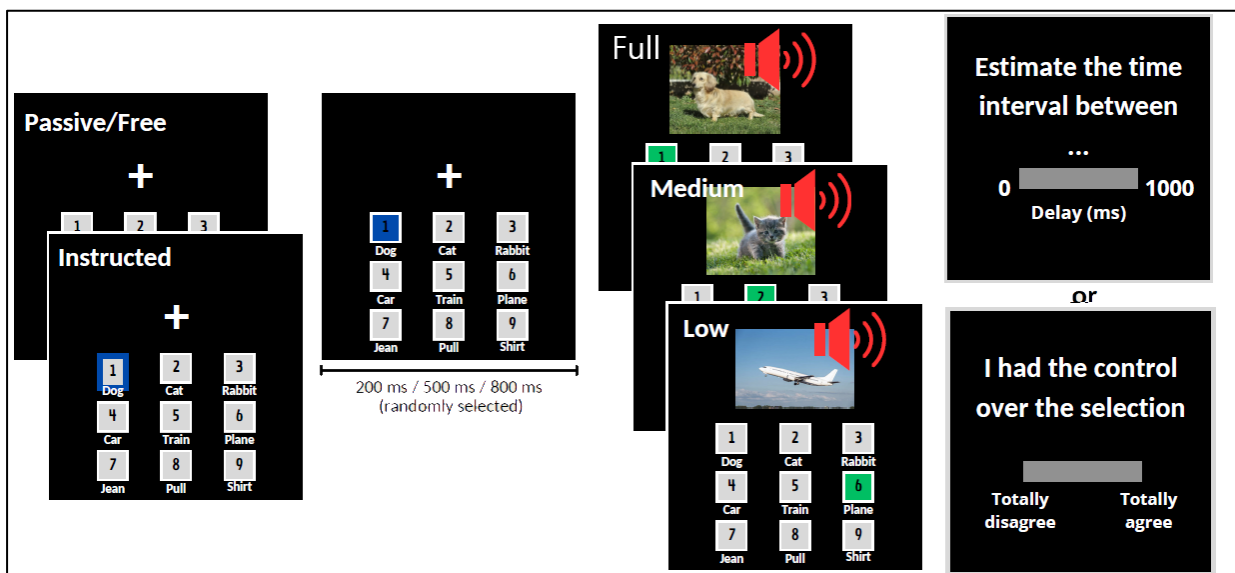 Passive/Free
+
1 2 3
Instructed
+
1 2 3
Dog Cat Rabbit
4 5 6
Car Train Plane
7 8 9
Jean Pull Shirt
+
1 2 3
Dog Cat Rabbit
4 5 6
Car Train Plane
7 8 9
Jean Pull Shirt
200 ms / 500 ms / 800 ms
(randomly selected)
Full
1 2 3
Medium
1 2 3
Low
1 2 3
Dog Cat Rabbit
4 5 6
Car Train Plane
7 8 9
Jean Pull Shirt
Estimate the time
interval between
...
0 1000
Delay (ms)
or
I had the control
over the selection
Totally Totally
disagree agree